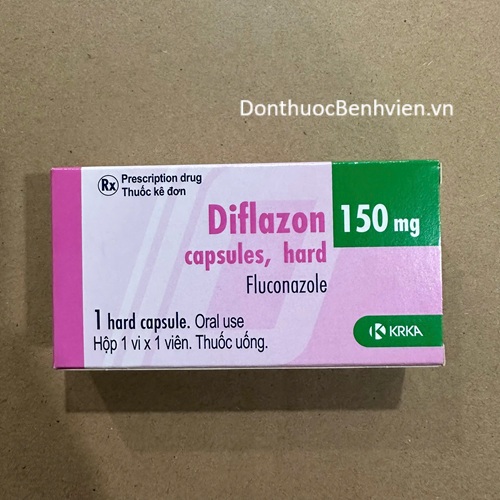 DonthuocBenhvien.vn
Rx Prescription drug
Thuốc kê đơn
Diflazon 150 mg
capsules, hard
Fluconazole
1 hard capsule. Oral use
Hộp 1 vỉ x 1 viên. Thuốc uống.
KRKA